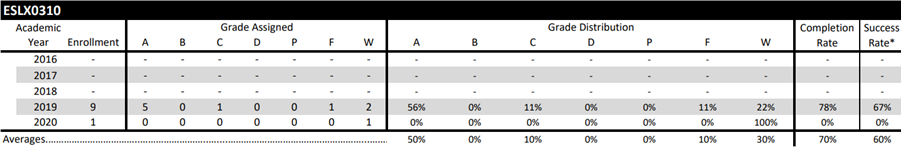 ESLX0310
Academic Grade Assigned Grade Distribution Completion Success
Year Enrollment A B C D P F W A B C D P F W Rate Rate*
2016 - - - - - - - - - - - - - - - - -
2017 - - - - - - - - - - - - - - - - -
2018 - - - - - - - - - - - - - - - - -
2019 9 5 0 1 0 0 1 2 56% 0% 11% 0% 0% 11% 22% 78% 67%
2020 1 0 0 0 0 0 0 1 0% 0% 0% 0% 0% 0% 100% 0% 0%
Averages................................................................................................ 50% 0% 10% 0% 0% 10% 30% 70% 60%